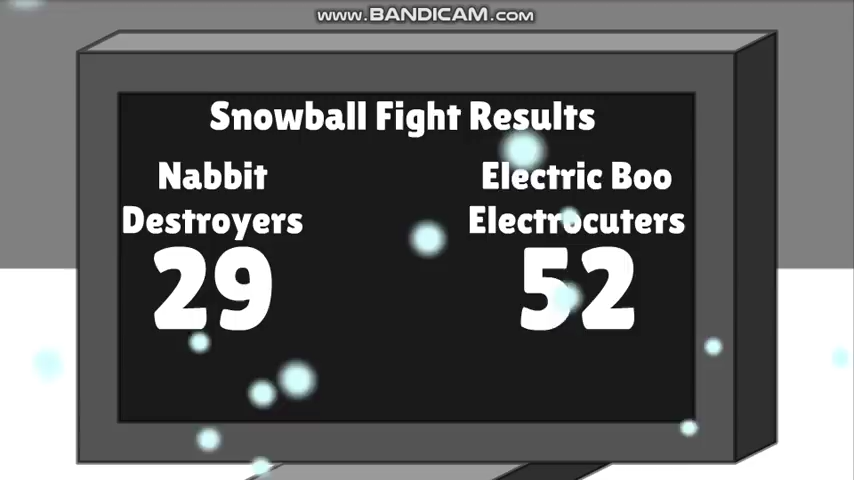 www.BANDICAM.com
Snowball Fight Results
Nabbit
Destroyers
29
Electric Boo
Electrocuters
52